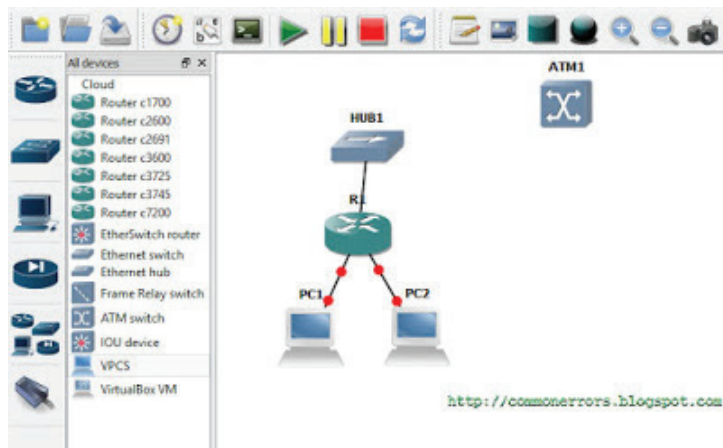 All devices
Cloud
Router c1700
Router c2600
Router c2691
Router c3600
Router c3725
Router c3745
Router c7200
EtherSwitch router
Ethernet switch
Ethernet hub
Frame Relay switch
ATM switch
IOU device
VPCS
VirtualBox VM
ATM1
HUB1
R1
PC1
PC2
http://commonerrors.blogspot.com